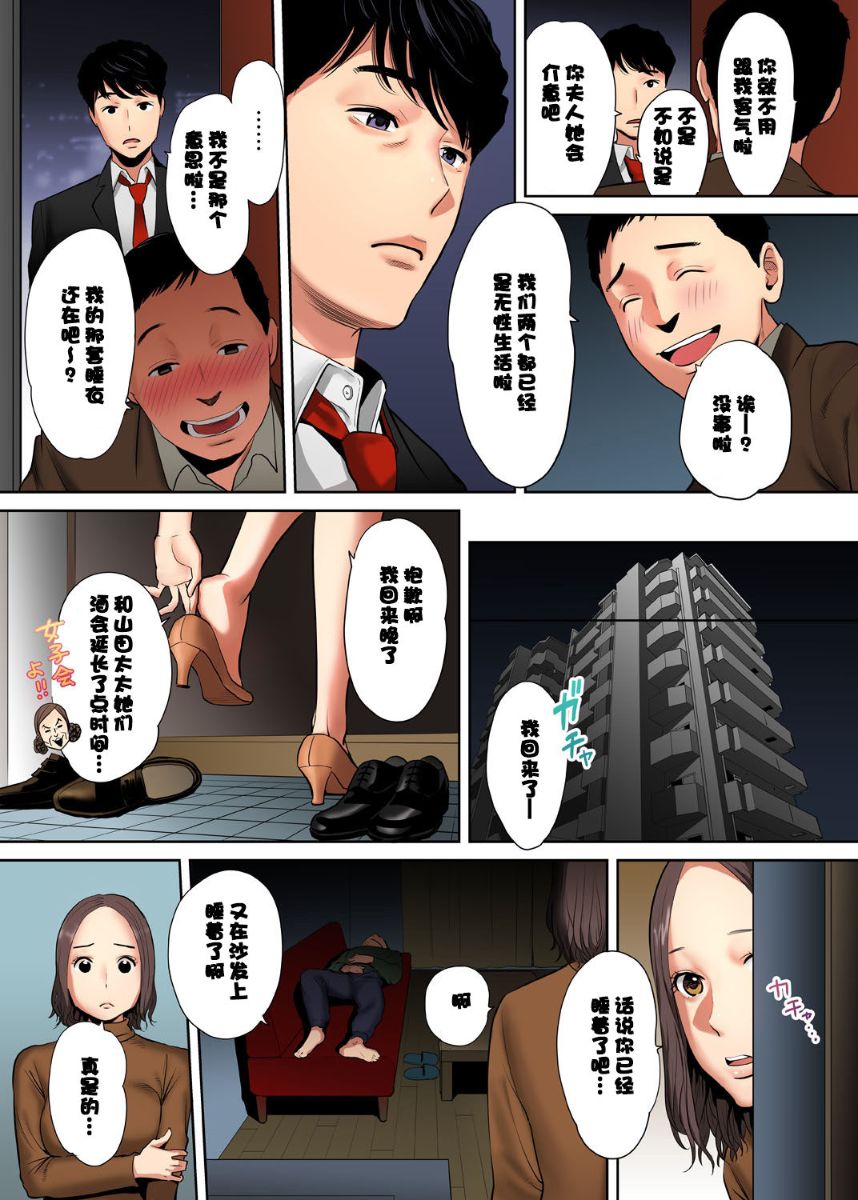 你就不用
跟我客气啦
不是
不如说是
你夫人她会
介意吧
诶—?
没事啦
我们两个都已经
是无性生活啦
……
我不是那个
意思啦…
我的那套睡衣
还在吧~?
ガチャ
我回来了—
抱歉啊
我回来晚了
和山田太太她们
酒会延长了点时间…
女子会
よ!!
カチャ…
话说你已经
睡着了吧…
啊
又在沙发上
睡着了啊
真是的…